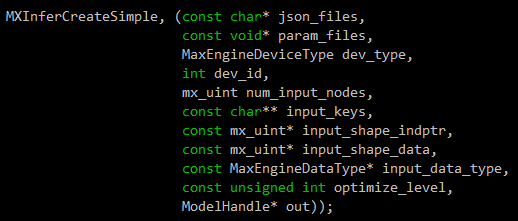 MXInferCreateSimple, (const char* json_files,
const void* param_files,
MaxEngineDeviceType dev_type,
int dev_id,
mx_uint num_input_nodes,
const char** input_keys,
const mx_uint* input_shape_indptr,
const mx_uint* input_shape_data,
const MaxEngineDataType* input_data_type,
const unsigned int optimize_level,
ModelHandle* out));